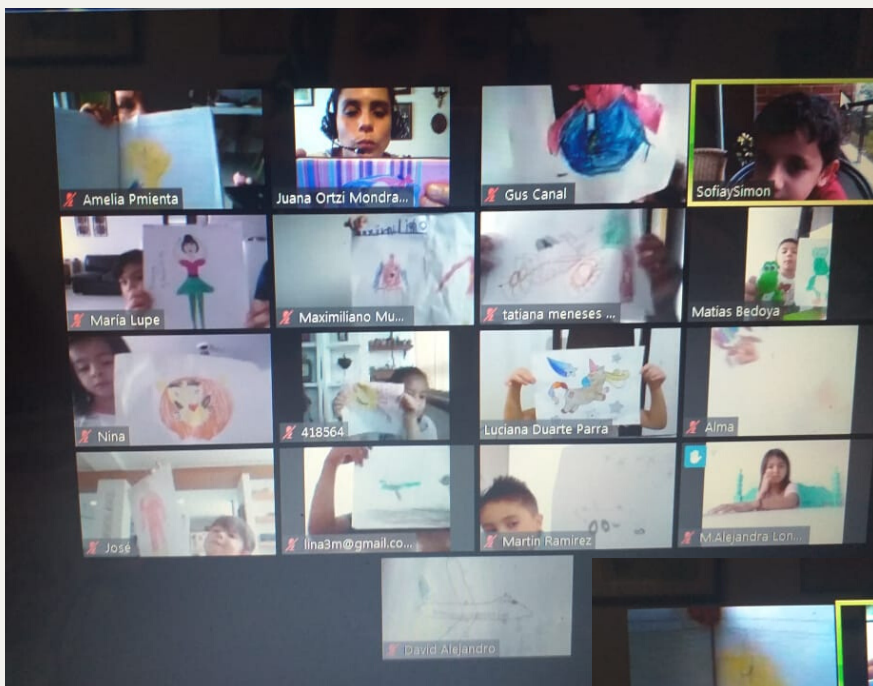 Amelia Pmienta
Juana Ortzi Mondra...
Gus Canal
SofiaySimon
María Lupe
Maximiliano Mu...
tatiana meneses ...
Matias Bedoya
Nina
418564
Luciana Duarte Parra
Alma
José
lina3m@gmail.co...
Martin Ramirez
M.Alejandra Lon...
David Alejandro